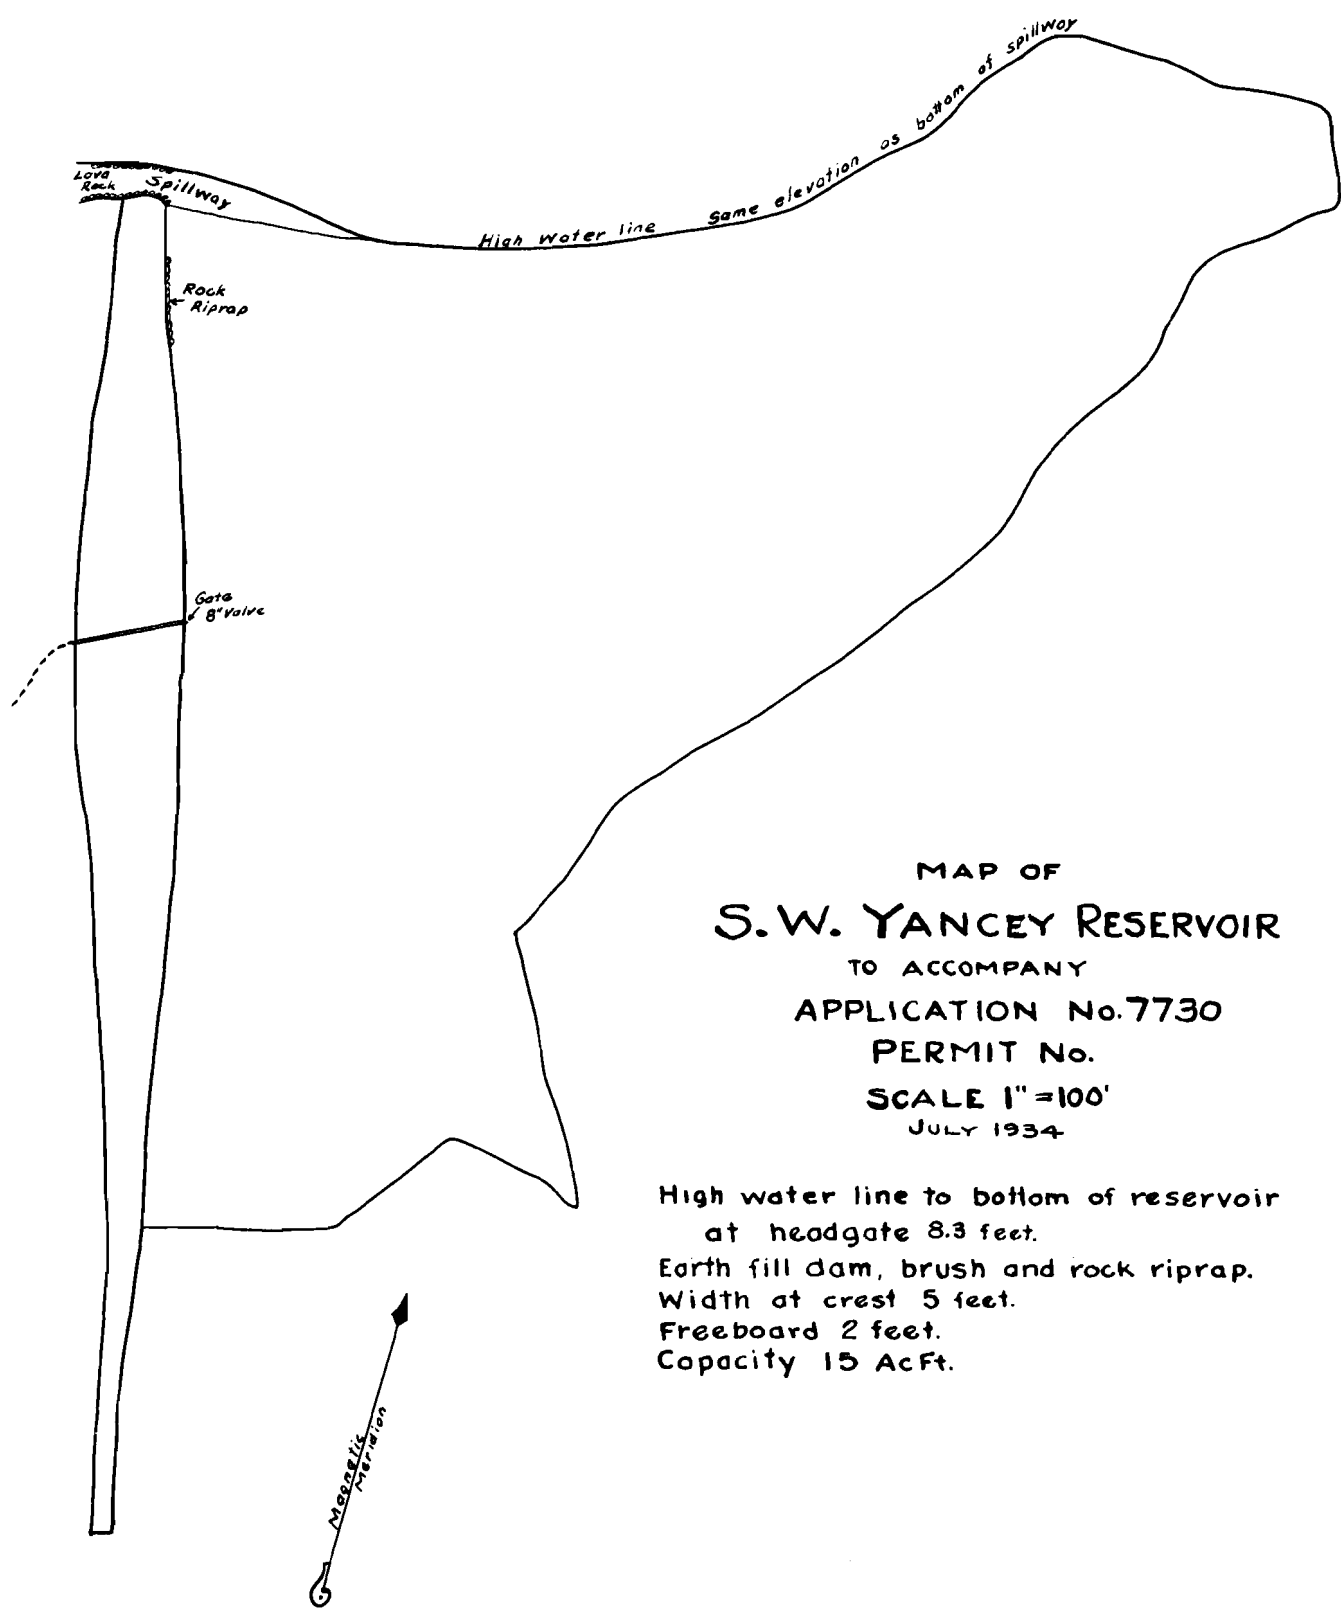 High Water line Same elevation as bottom of spillway
Lava
Rock
Spillway
Rock
Riprap
Gate
8" Valve
MAP OF
S. W. YANCEY RESERVOIR
TO ACCOMPANY
APPLICATION No. 7730
PERMIT No.
SCALE 1" = 100'
JULY 1934
High water line to bottom of reservoir
at headgate 8.3 feet.
Earth fill dam, brush and rock riprap.
Width at crest 5 feet.
Freeboard 2 feet.
Capacity 15 Ac Ft.
Magnetic
Meridian